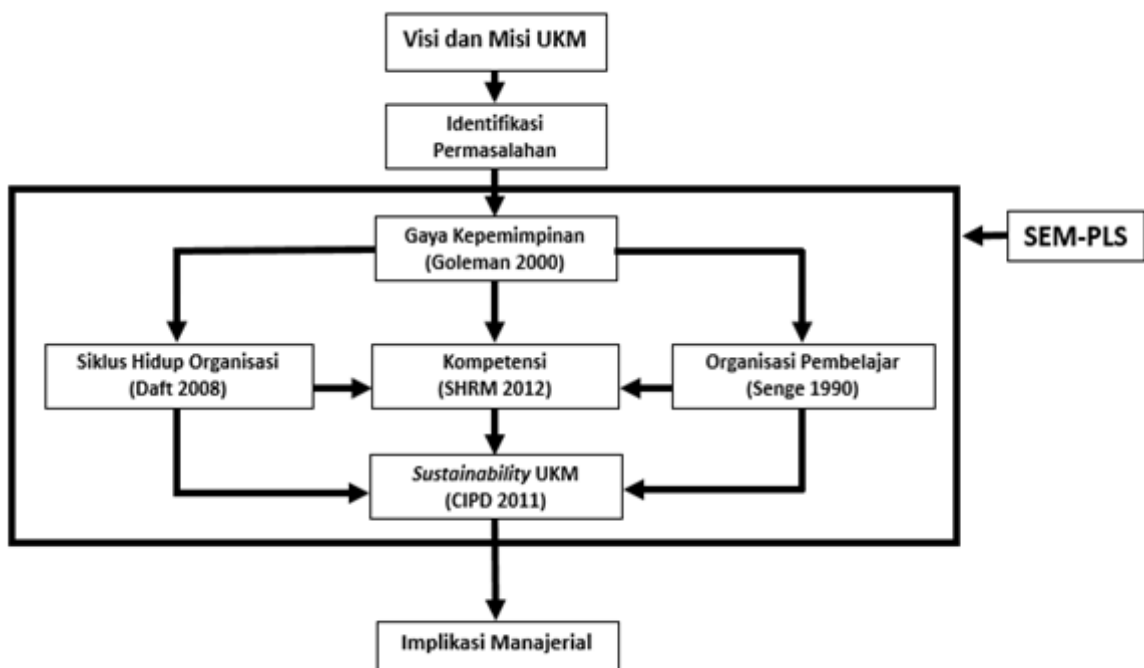 Visi dan Misi UKM
Identifikasi
Permasalahan
Gaya Kepemimpinan
(Goleman 2000)
SEM-PLS
Siklus Hidup Organisasi
(Daft 2008)
Kompetensi
(SHRM 2012)
Organisasi Pembelajar
(Senge 1990)
Sustainability UKM
(CIPD 2011)
Implikasi Manajerial